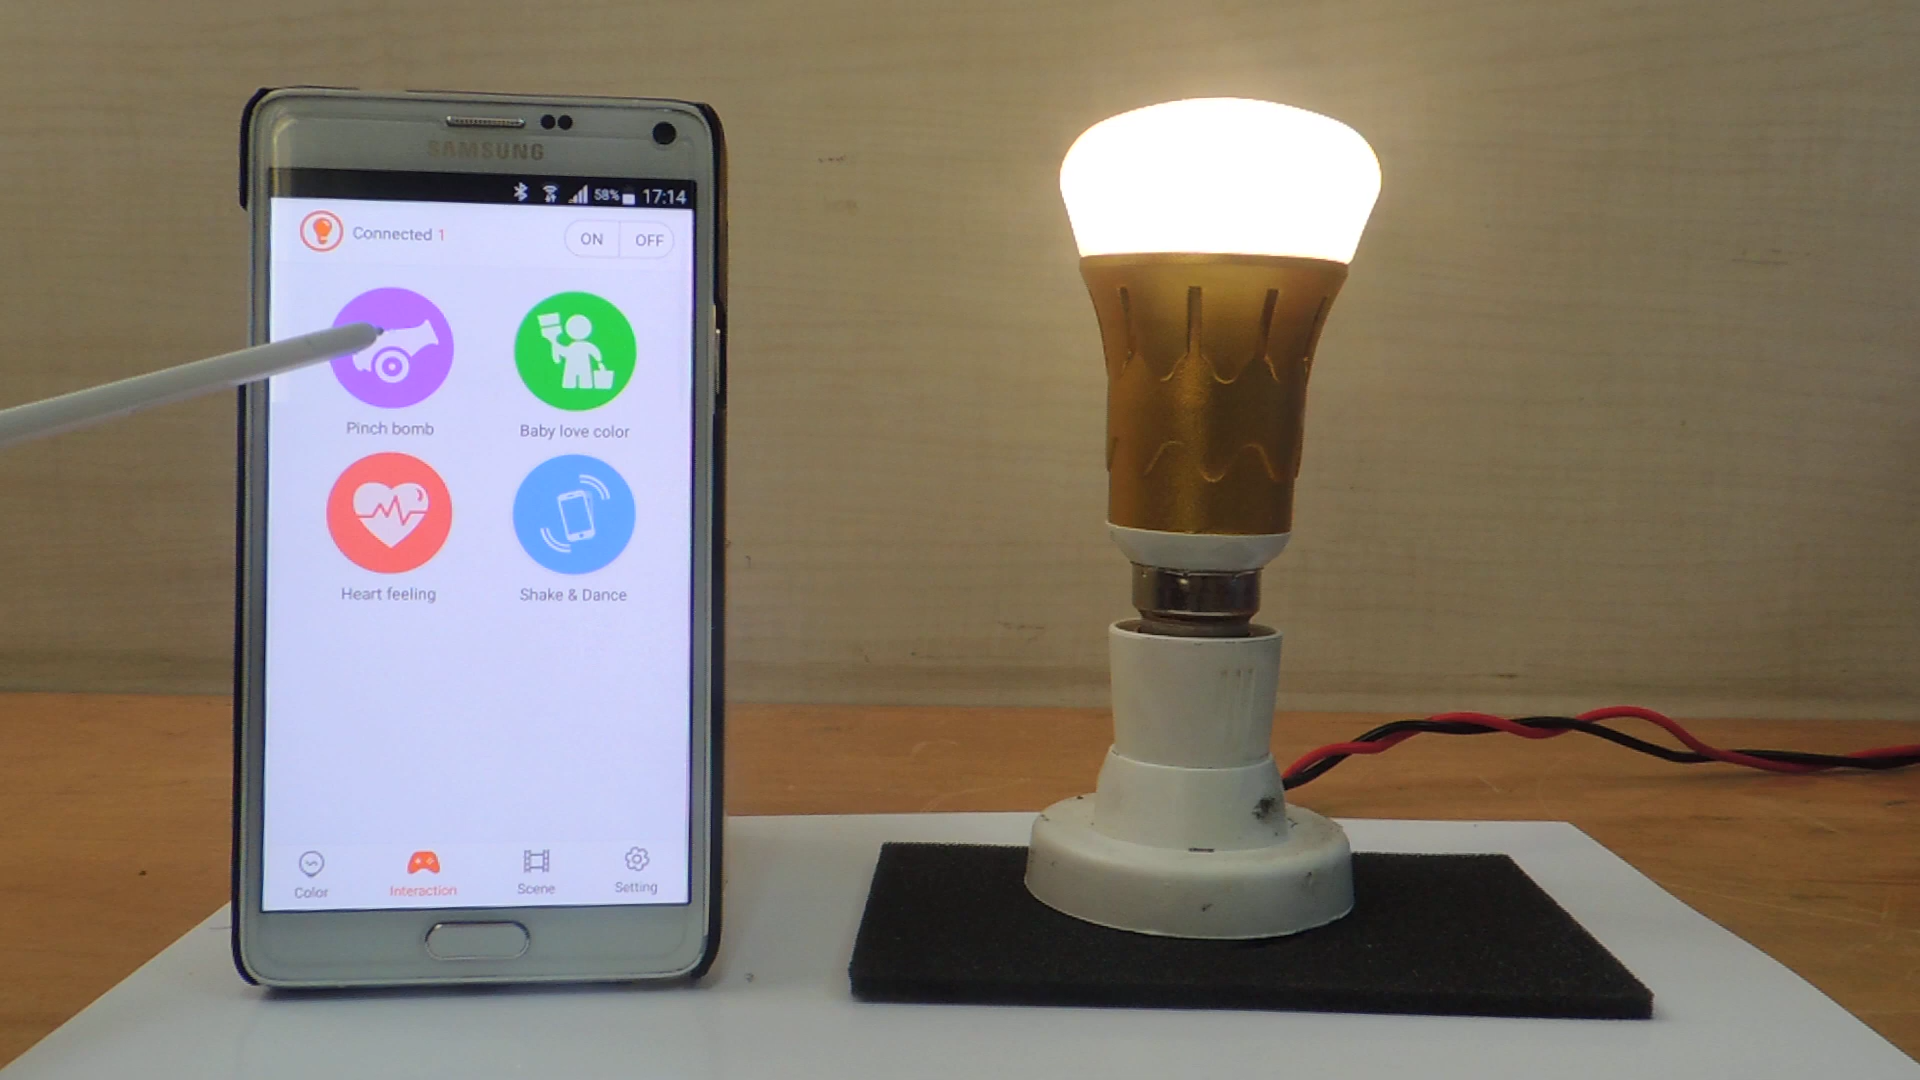 SAMSUNG
58% 17:14
Connected 1
ON OFF
Pinch bomb
Baby love color
Heart feeling
Shake & Dance
Color
Interaction
Scene
Setting